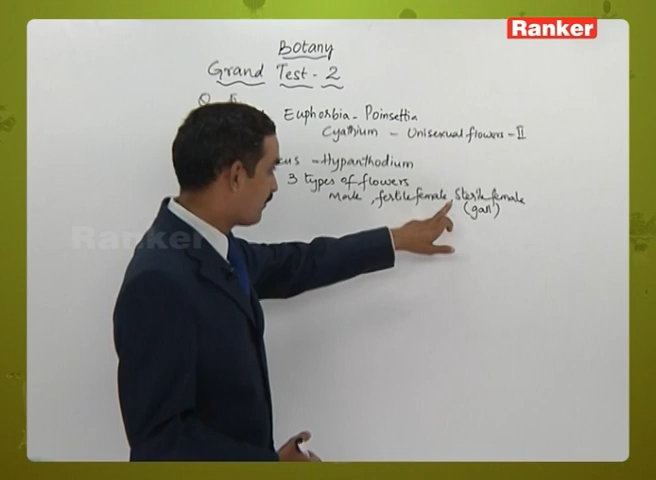 Ranker
Botany
Grand Test - 2
Q
Euphorbia - Poinsettia
Cyathium - Unisexual flowers - II
cus - Hypanthodium
3 types of flowers
Male, fertile female, Sterile female
(gall)
Ranker